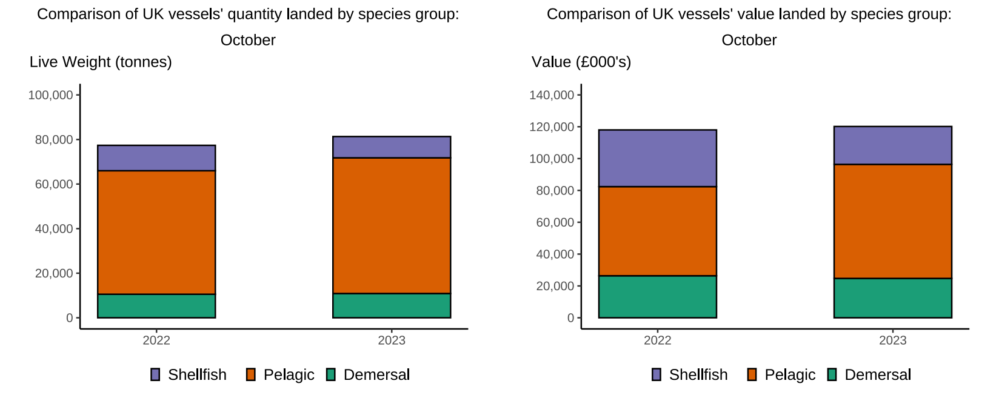 Comparison of UK vessels' quantity landed by species group:
October
Live Weight (tonnes)
100,000
80,000
60,000
40,000
20,000
0
2022
2023
Shellfish
Pelagic
Demersal
Comparison of UK vessels' value landed by species group:
October
Value (£000's)
140,000
120,000
100,000
80,000
60,000
40,000
20,000
0
2022
2023
Shellfish
Pelagic
Demersal